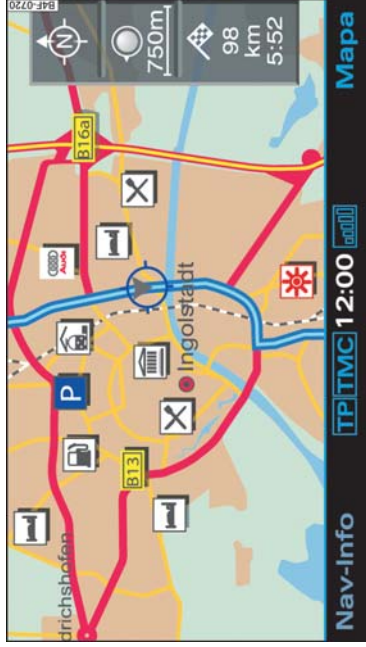 B4F-0720
N
750m
98
km
5:52
B16a
Audi
P
Ingolstadt
B13
drichshofen
Nav-Info
TP TMC 12:00
Mapa